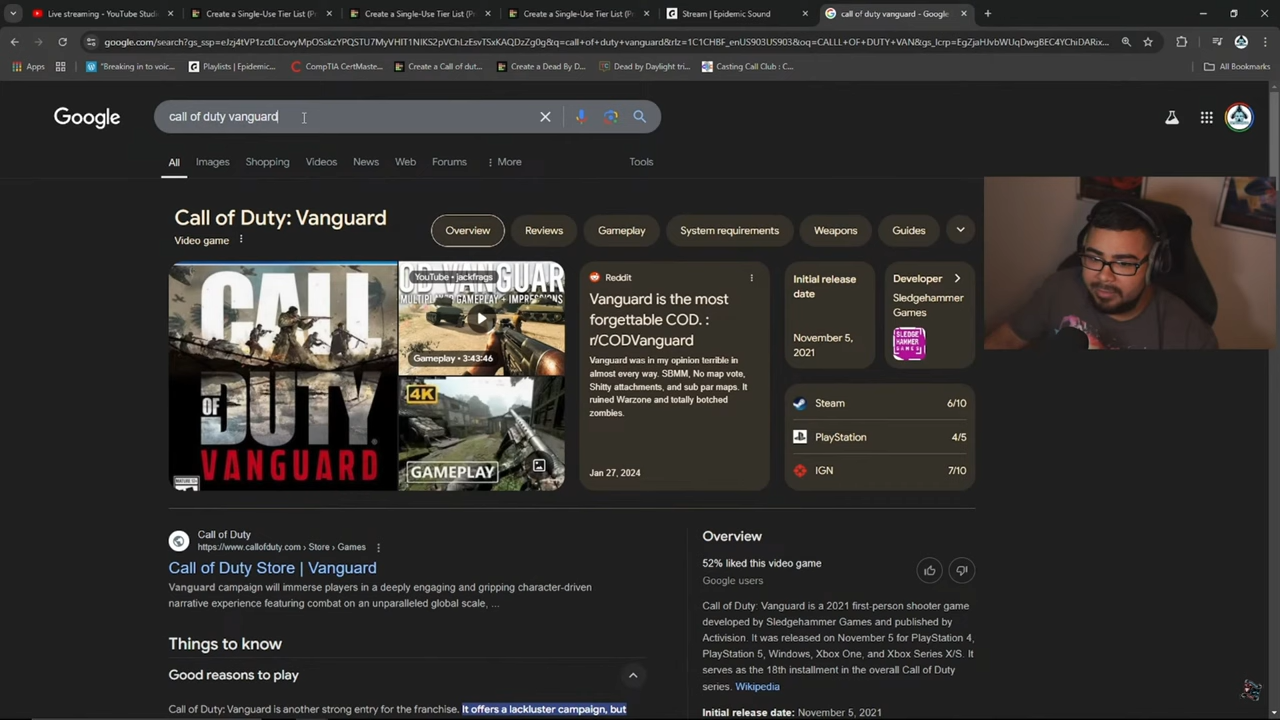 Live streaming - YouTube Studi
Create a Single-Use Tier List (P
Create a Single-Use Tier List (P
Create a Single-Use Tier List (P
Stream | Epidemic Sound
call of duty vanguard - Google
"Breaking in to voic...
Playlists | Epidemic...
CompTIA CertMaste...
Create a Call of dut...
Create a Dead By D...
Dead by Daylight tri...
Casting Call Club : C...
Apps
All Bookmarks
Google
call of duty vanguard
All
Images
Shopping
Videos
News
Web
Forums
More
Tools
Call of Duty: Vanguard
Video game
Overview
Reviews
Gameplay
System requirements
Weapons
Guides
CALL
OF DUTY
VANGUARD
YouTube • jackfrags
OD VANGUAR
MULTIPLAYER GAMEPLAY + IMPRESSIONS
Gameplay • 3:43:46
4K
GAMEPLAY
Reddit
Vanguard is the most
forgettable COD. :
r/CODVanguard
Vanguard was in my opinion terrible in
almost every way. SBMM, No map vote,
Shitty attachments, and sub par maps. It
ruined Warzone and totally botched
zombies.
Jan 27, 2024
Initial release
date
November 5,
2021
Developer
Sledgehammer
Games
SLEDGE
HAMMER
GAMES
Steam 6/10
PlayStation 4/5
IGN 7/10
Call of Duty
https://www.callofduty.com › Store › Games
Call of Duty Store | Vanguard
Vanguard campaign will immerse players in a deeply engaging and gripping character-driven
narrative experience featuring combat on an unparalleled global scale, ...
Things to know
Good reasons to play
Call of Duty: Vanguard is another strong entry for the franchise. It offers a lackluster campaign, but
Overview
52% liked this video game
Google users
Call of Duty: Vanguard is a 2021 first-person shooter game
developed by Sledgehammer Games and published by
Activision. It was released on November 5 for PlayStation 4,
PlayStation 5, Windows, Xbox One, and Xbox Series X/S. It
serves as the 18th installment in the overall Call of Duty
series. Wikipedia
Initial release date: November 5, 2021